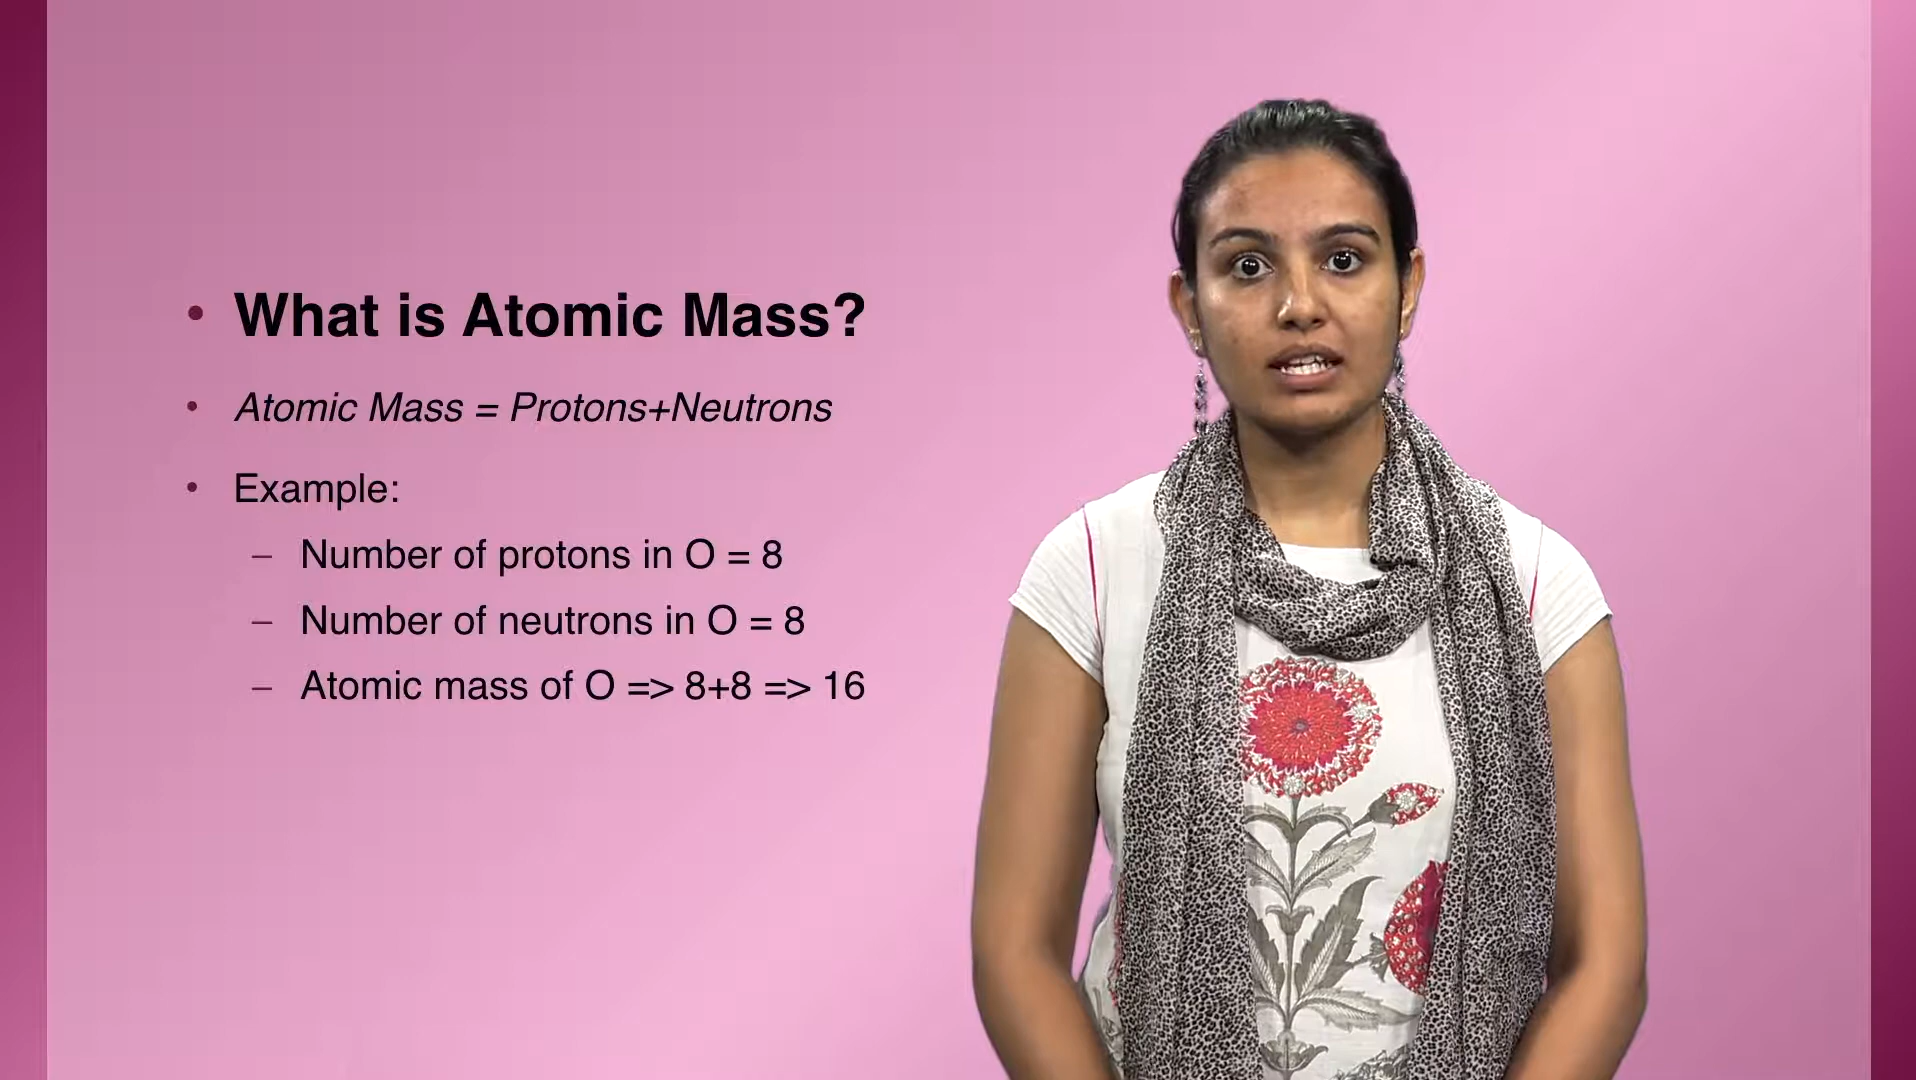 • What is Atomic Mass?
• Atomic Mass = Protons+Neutrons
• Example:
– Number of protons in O = 8
– Number of neutrons in O = 8
– Atomic mass of O => 8+8 => 16